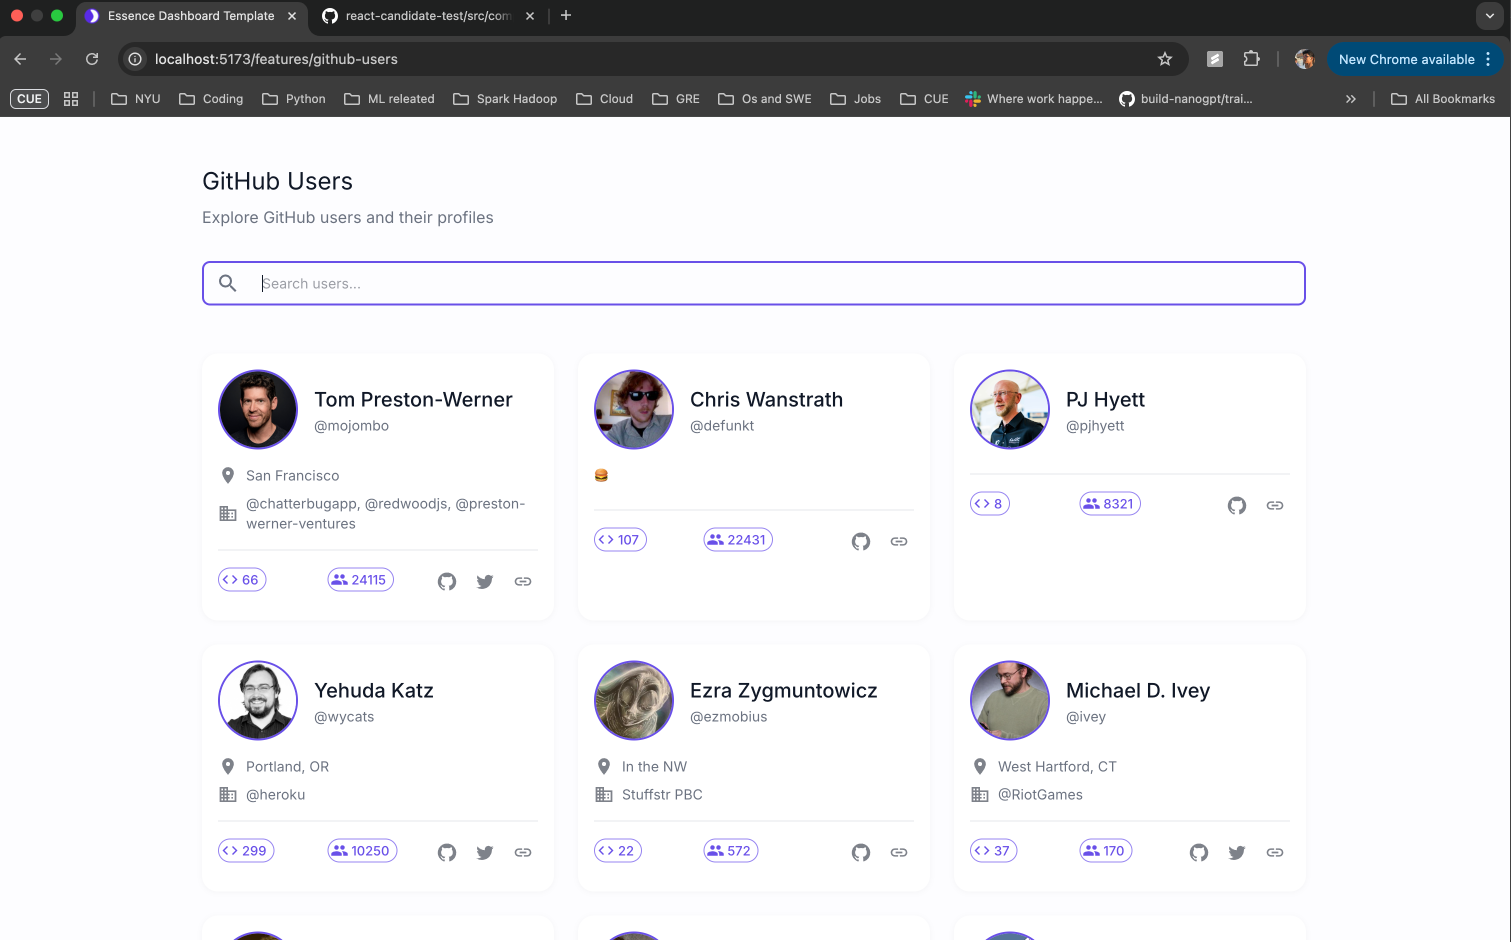 Essence Dashboard Template
react-candidate-test/src/com
localhost:5173/features/github-users
New Chrome available
CUE
NYU
Coding
Python
ML releated
Spark Hadoop
Cloud
GRE
Os and SWE
Jobs
CUE
Where work happe...
build-nanogpt/trai...
All Bookmarks
GitHub Users
Explore GitHub users and their profiles
Search users...
Tom Preston-Werner
@mojombo
San Francisco
@chatterbugapp, @redwoodjs, @preston-
werner-ventures
66
24115
Chris Wanstrath
@defunkt
🍔
107
22431
PJ Hyett
@pjhyett
8
8321
Yehuda Katz
@wycats
Portland, OR
@heroku
299
10250
Ezra Zygmuntowicz
@ezmobius
In the NW
Stuffstr PBC
22
572
Michael D. Ivey
@ivey
West Hartford, CT
@RiotGames
37
170